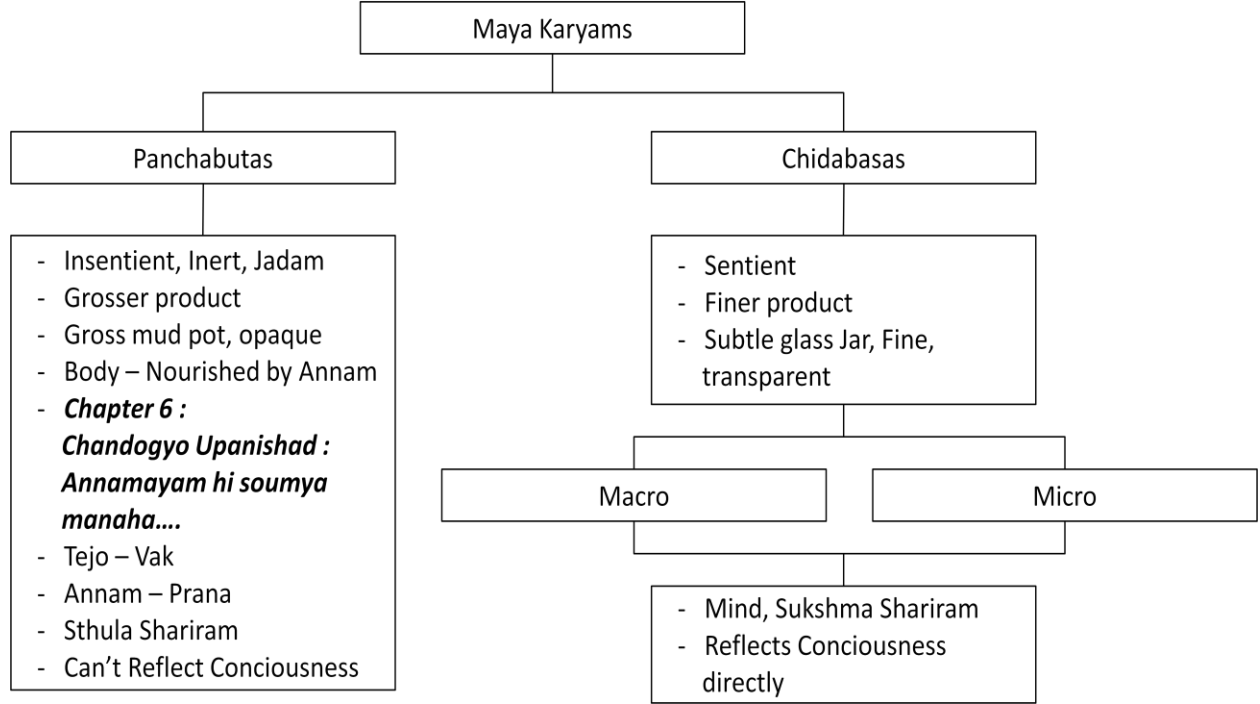 Maya Karyams
Panchabutas
- Insentient, Inert, Jadam
- Grosser product
- Gross mud pot, opaque
- Body – Nourished by Annam
- Chapter 6 :
Chandogyo Upanishad :
Annamayam hi soumya
manaha....
- Tejo – Vak
- Annam – Prana
- Sthula Shariram
- Can't Reflect Conciousness
Chidabasas
- Sentient
- Finer product
- Subtle glass Jar, Fine,
transparent
Macro
Micro
- Mind, Sukshma Shariram
- Reflects Conciousness
directly